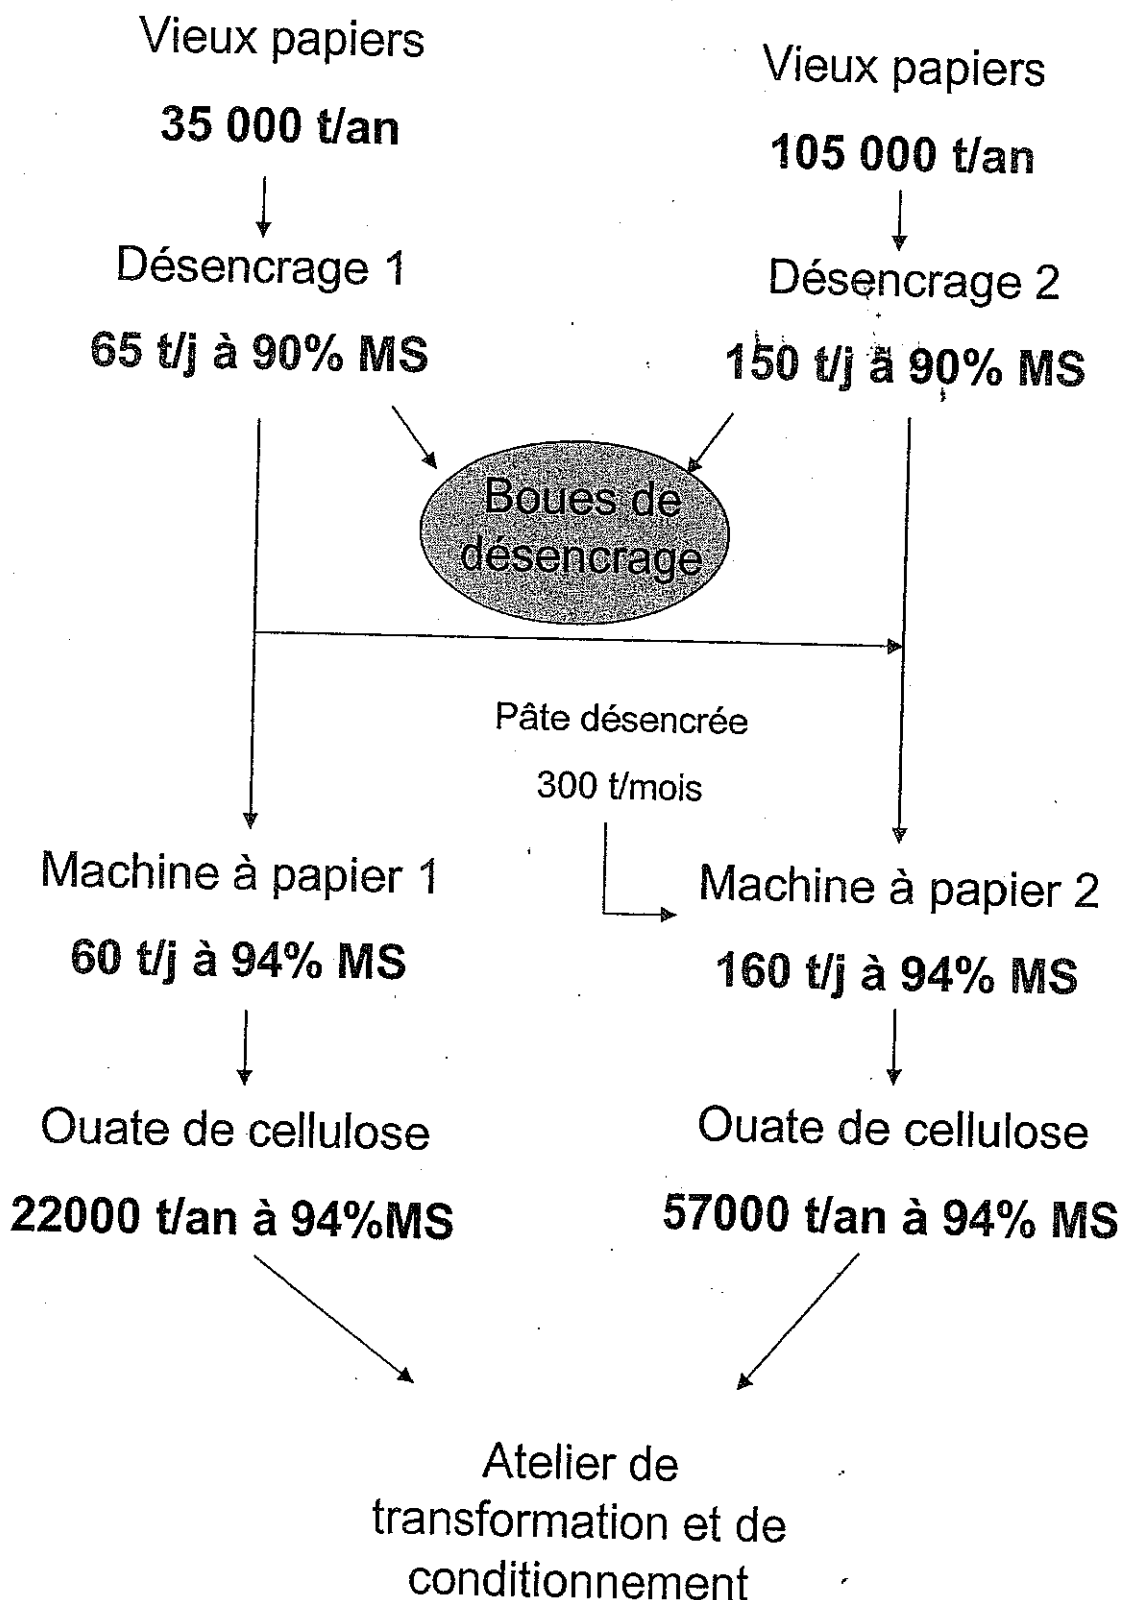 Vieux papiers
35 000 t/an
Vieux papiers
105 000 t/an
Désencrage 1
65 t/j à 90% MS
Désencrage 2
150 t/j à 90% MS
Boues de
désencrage
Pâte désencrée
300 t/mois
Machine à papier 1
60 t/j à 94% MS
Machine à papier 2
160 t/j à 94% MS
Ouate de cellulose
22000 t/an à 94%MS
Ouate de cellulose
57000 t/an à 94% MS
Atelier de
transformation et de
conditionnement